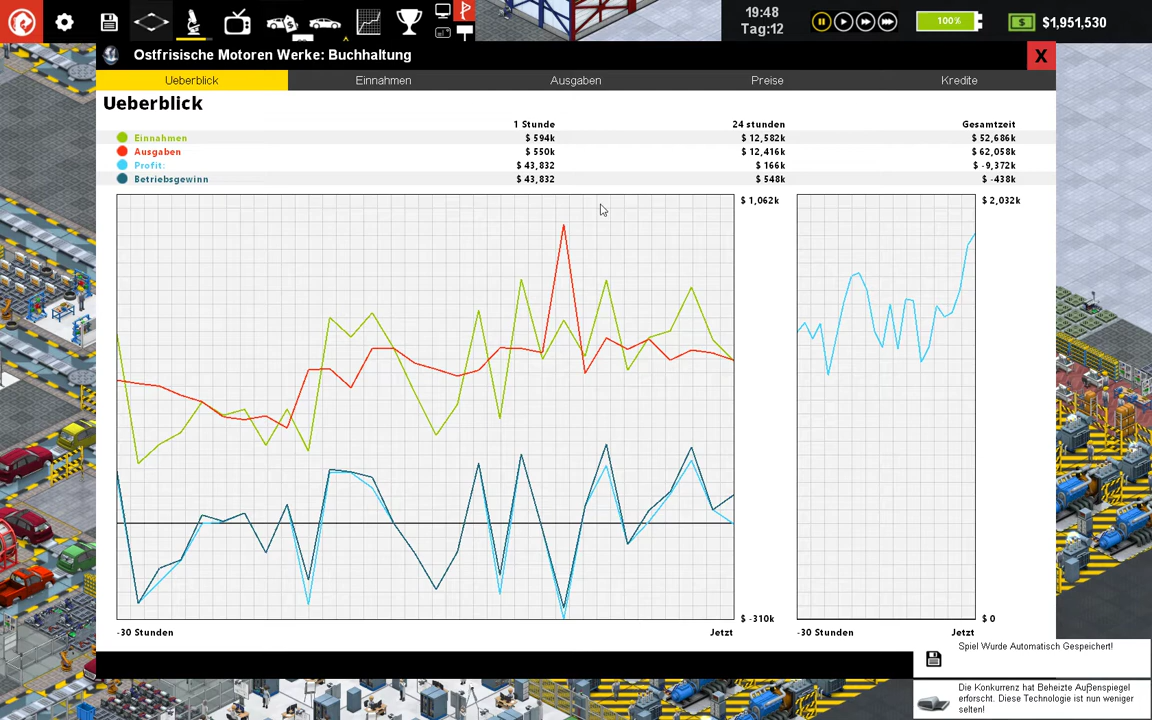 19:48
Tag:12
100%
$1,951,530
Ostfrisische Motoren Werke: Buchhaltung
X
Ueberblick
Einnahmen
Ausgaben
Preise
Kredite
Ueberblick
1 Stunde
24 stunden
Gesamtzeit
Einnahmen
$ 594k
$ 12,582k
$ 52,686k
Ausgaben
$ 550k
$ 12,416k
$ 62,058k
Profit:
$ 43,832
$ 166k
$ -9,372k
Betriebsgewinn
$ 43,832
$ 548k
$ -438k
$ 1,062k
$ 2,032k
$ -310k
$ 0
-30 Stunden
Jetzt
-30 Stunden
Jetzt
Spiel Wurde Automatisch Gespeichert!
Die Konkurrenz hat Beheizte Außenspiegel
erforscht. Diese Technologie ist nun weniger
selten!